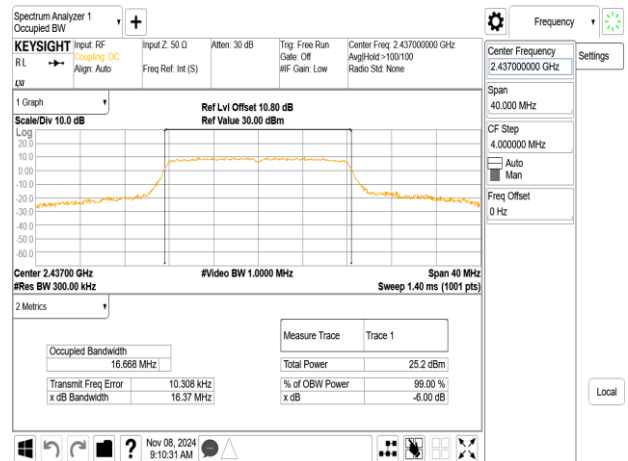 Spectrum Analyzer 1
Occupied BW
Frequency
KEYSIGHT
Input: RF
Input Z: 50 Ω
Atten: 30 dB
Trig: Free Run
Center Freq: 2.437000000 GHz
R L
Coupling: DC
Gate: Off
Avg|Hold:>100/100
Align: Auto
Freq Ref: Int (S)
#IF Gain: Low
Radio Std: None
LXI
Center Frequency
2.437000000 GHz
Settings
Span
40.000 MHz
CF Step
4.000000 MHz
Auto
Man
Freq Offset
0 Hz
Local
1 Graph
Ref Lvl Offset 10.80 dB
Scale/Div 10.0 dB
Ref Value 30.00 dBm
Log
20.0
10.0
0.00
-10.0
-20.0
-30.0
-40.0
-50.0
-60.0
Center 2.43700 GHz
#Video BW 1.0000 MHz
Span 40 MHz
#Res BW 300.00 kHz
Sweep 1.40 ms (1001 pts)
2 Metrics
Measure Trace
Trace 1
Occupied Bandwidth
16.668 MHz
Total Power
25.2 dBm
Transmit Freq Error
10.308 kHz
% of OBW Power
99.00 %
x dB Bandwidth
16.37 MHz
x dB
-6.00 dB
Nov 08, 2024
9:10:31 AM